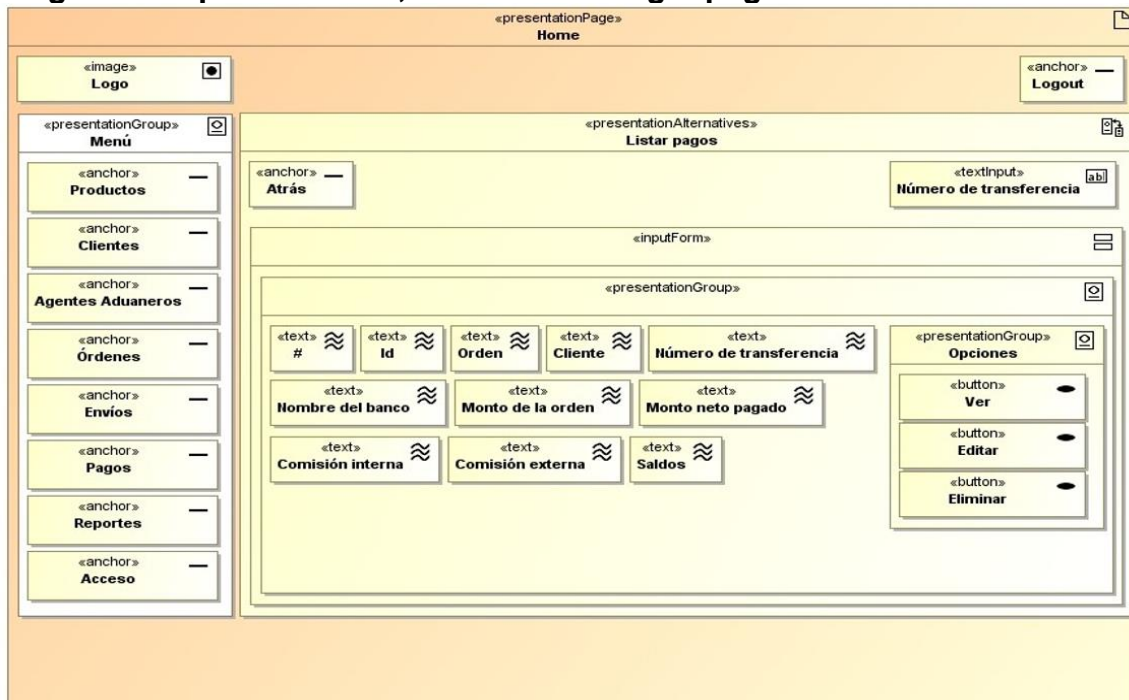 «presentationPage»
Home
«image»
Logo
«anchor»
Logout
«presentationGroup»
Menú
«anchor»
Productos
«anchor»
Clientes
«anchor»
Agentes Aduaneros
«anchor»
Órdenes
«anchor»
Envíos
«anchor»
Pagos
«anchor»
Reportes
«anchor»
Acceso
«presentationAlternatives»
Listar pagos
«anchor»
Atrás
«textInput»
Número de transferencia
ab
«inputForm»
«presentationGroup»
«text»
#
«text»
Id
«text»
Orden
«text»
Cliente
«text»
Número de transferencia
«text»
Nombre del banco
«text»
Monto de la orden
«text»
Monto neto pagado
«text»
Comisión interna
«text»
Comisión externa
«text»
Saldos
«presentationGroup»
Opciones
«button»
Ver
«button»
Editar
«button»
Eliminar